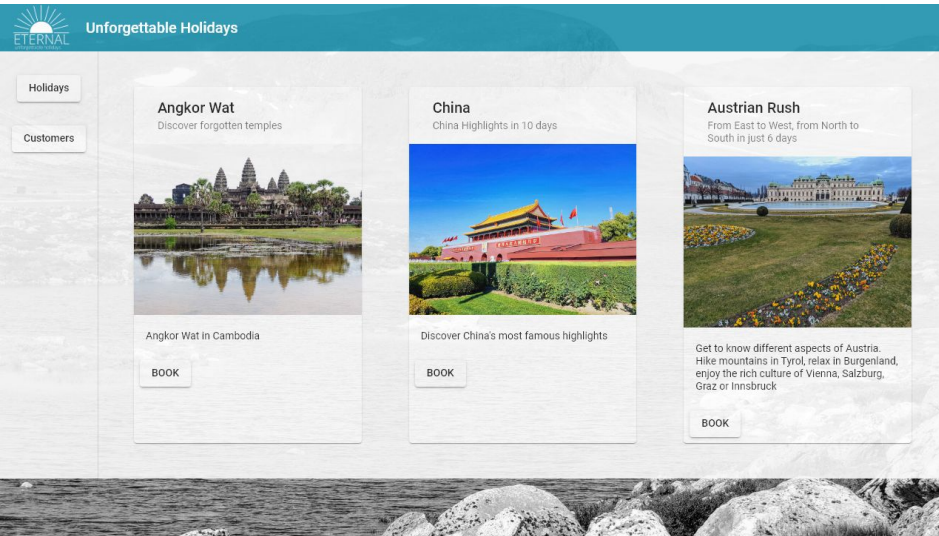 ETERNAL
Unforgettable Holidays
Holidays
Customers
Angkor Wat
Discover forgotten temples
Angkor Wat in Cambodia
BOOK
China
China Highlights in 10 days
Discover China's most famous highlights
BOOK
Austrian Rush
From East to West, from North to
South in just 6 days
Get to know different aspects of Austria.
Hike mountains in Tyrol, relax in Burgenland,
enjoy the rich culture of Vienna, Salzburg,
Graz or Innsbruck
BOOK